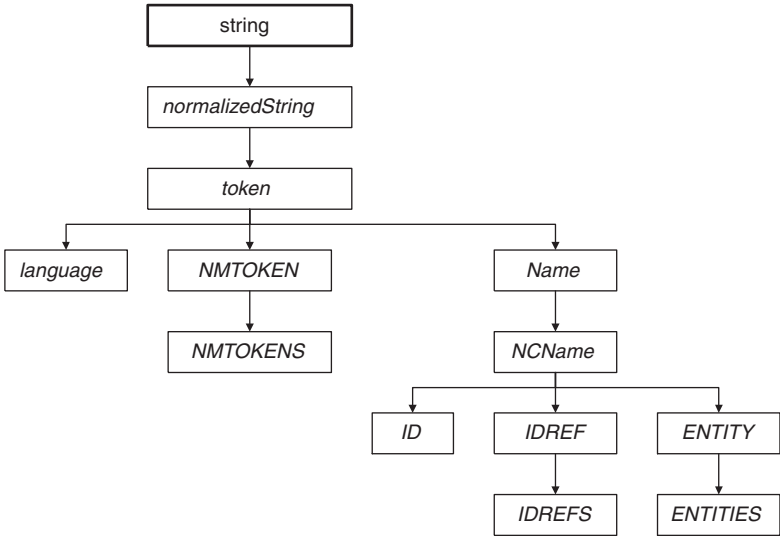 string
normalizedString
token
language
NMTOKEN
Name
NMTOKENS
NCName
ID
IDREF
ENTITY
IDREFS
ENTITIES